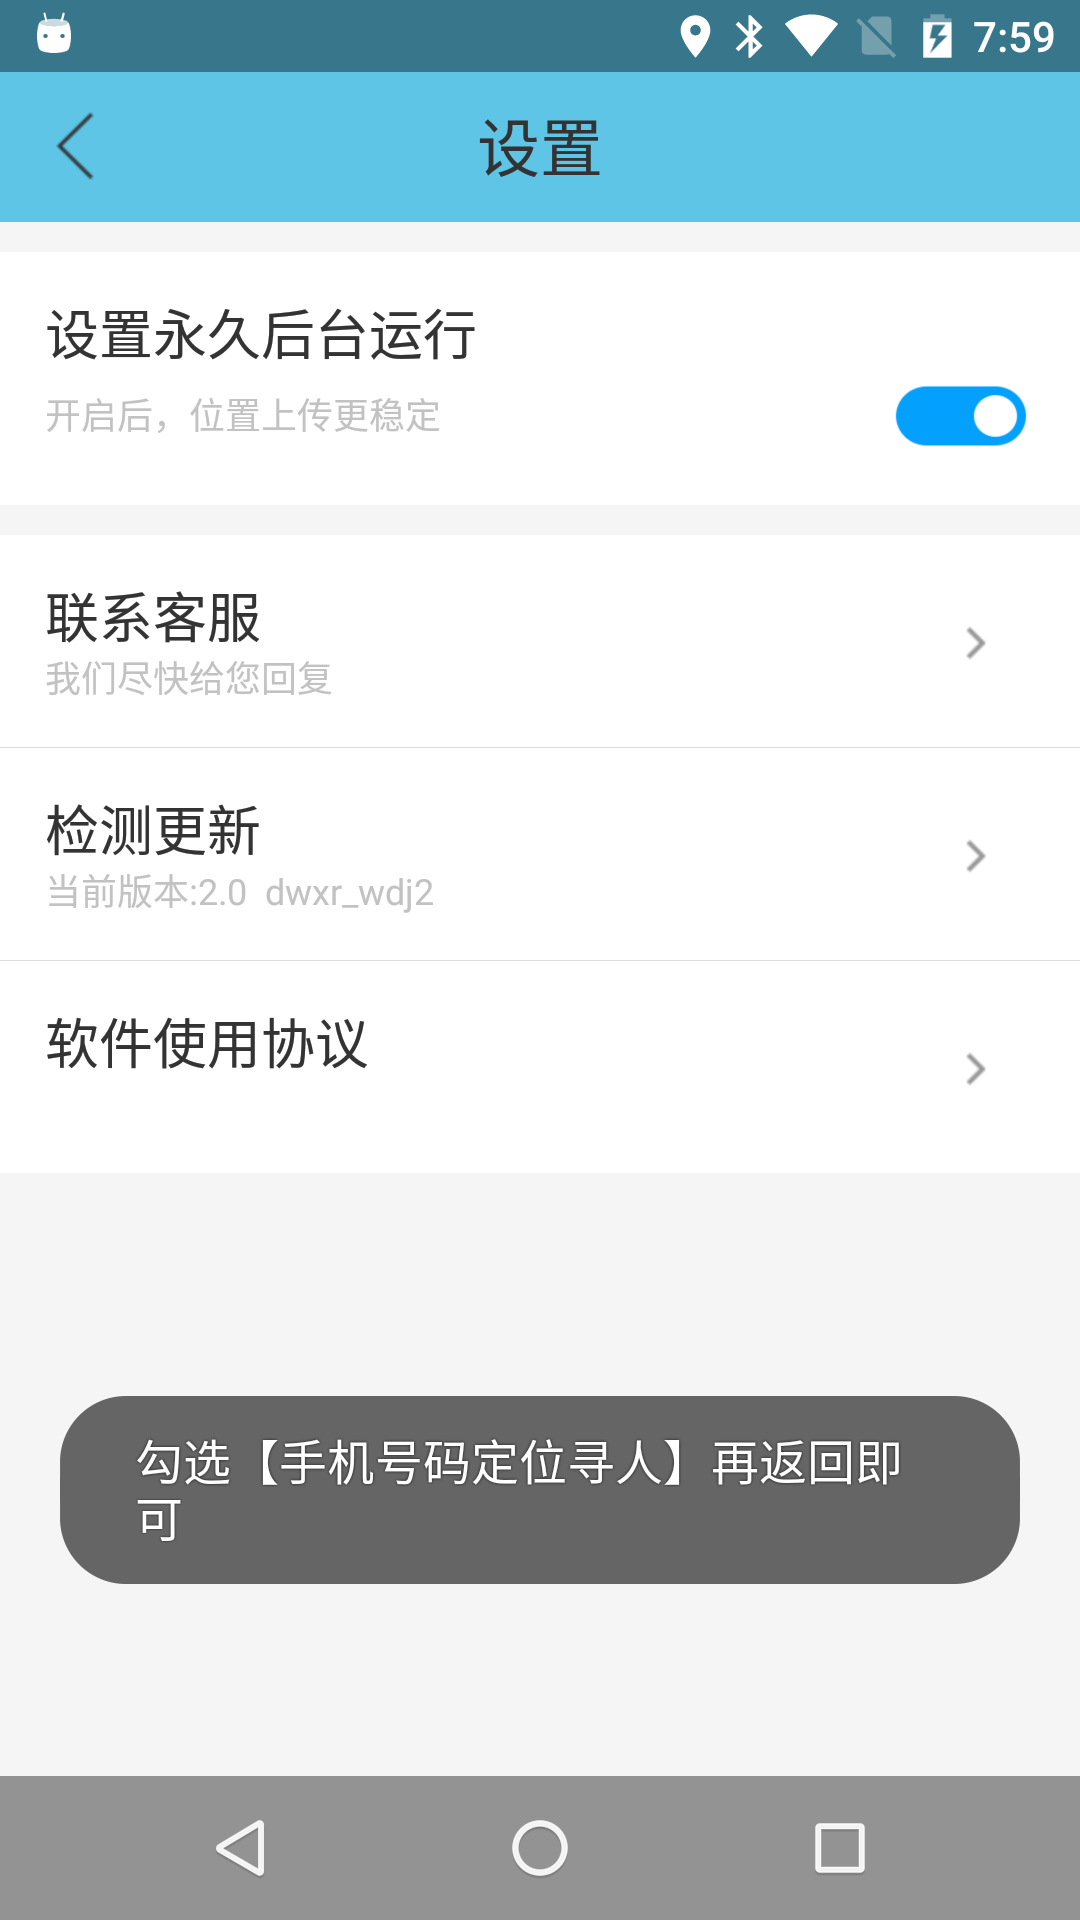 7:59
设置
设置永久后台运行
开启后，位置上传更稳定
联系客服
我们尽快给您回复
检测更新
当前版本:2.0  dwxr_wdj2
软件使用协议
勾选【手机号码定位寻人】再返回即
可